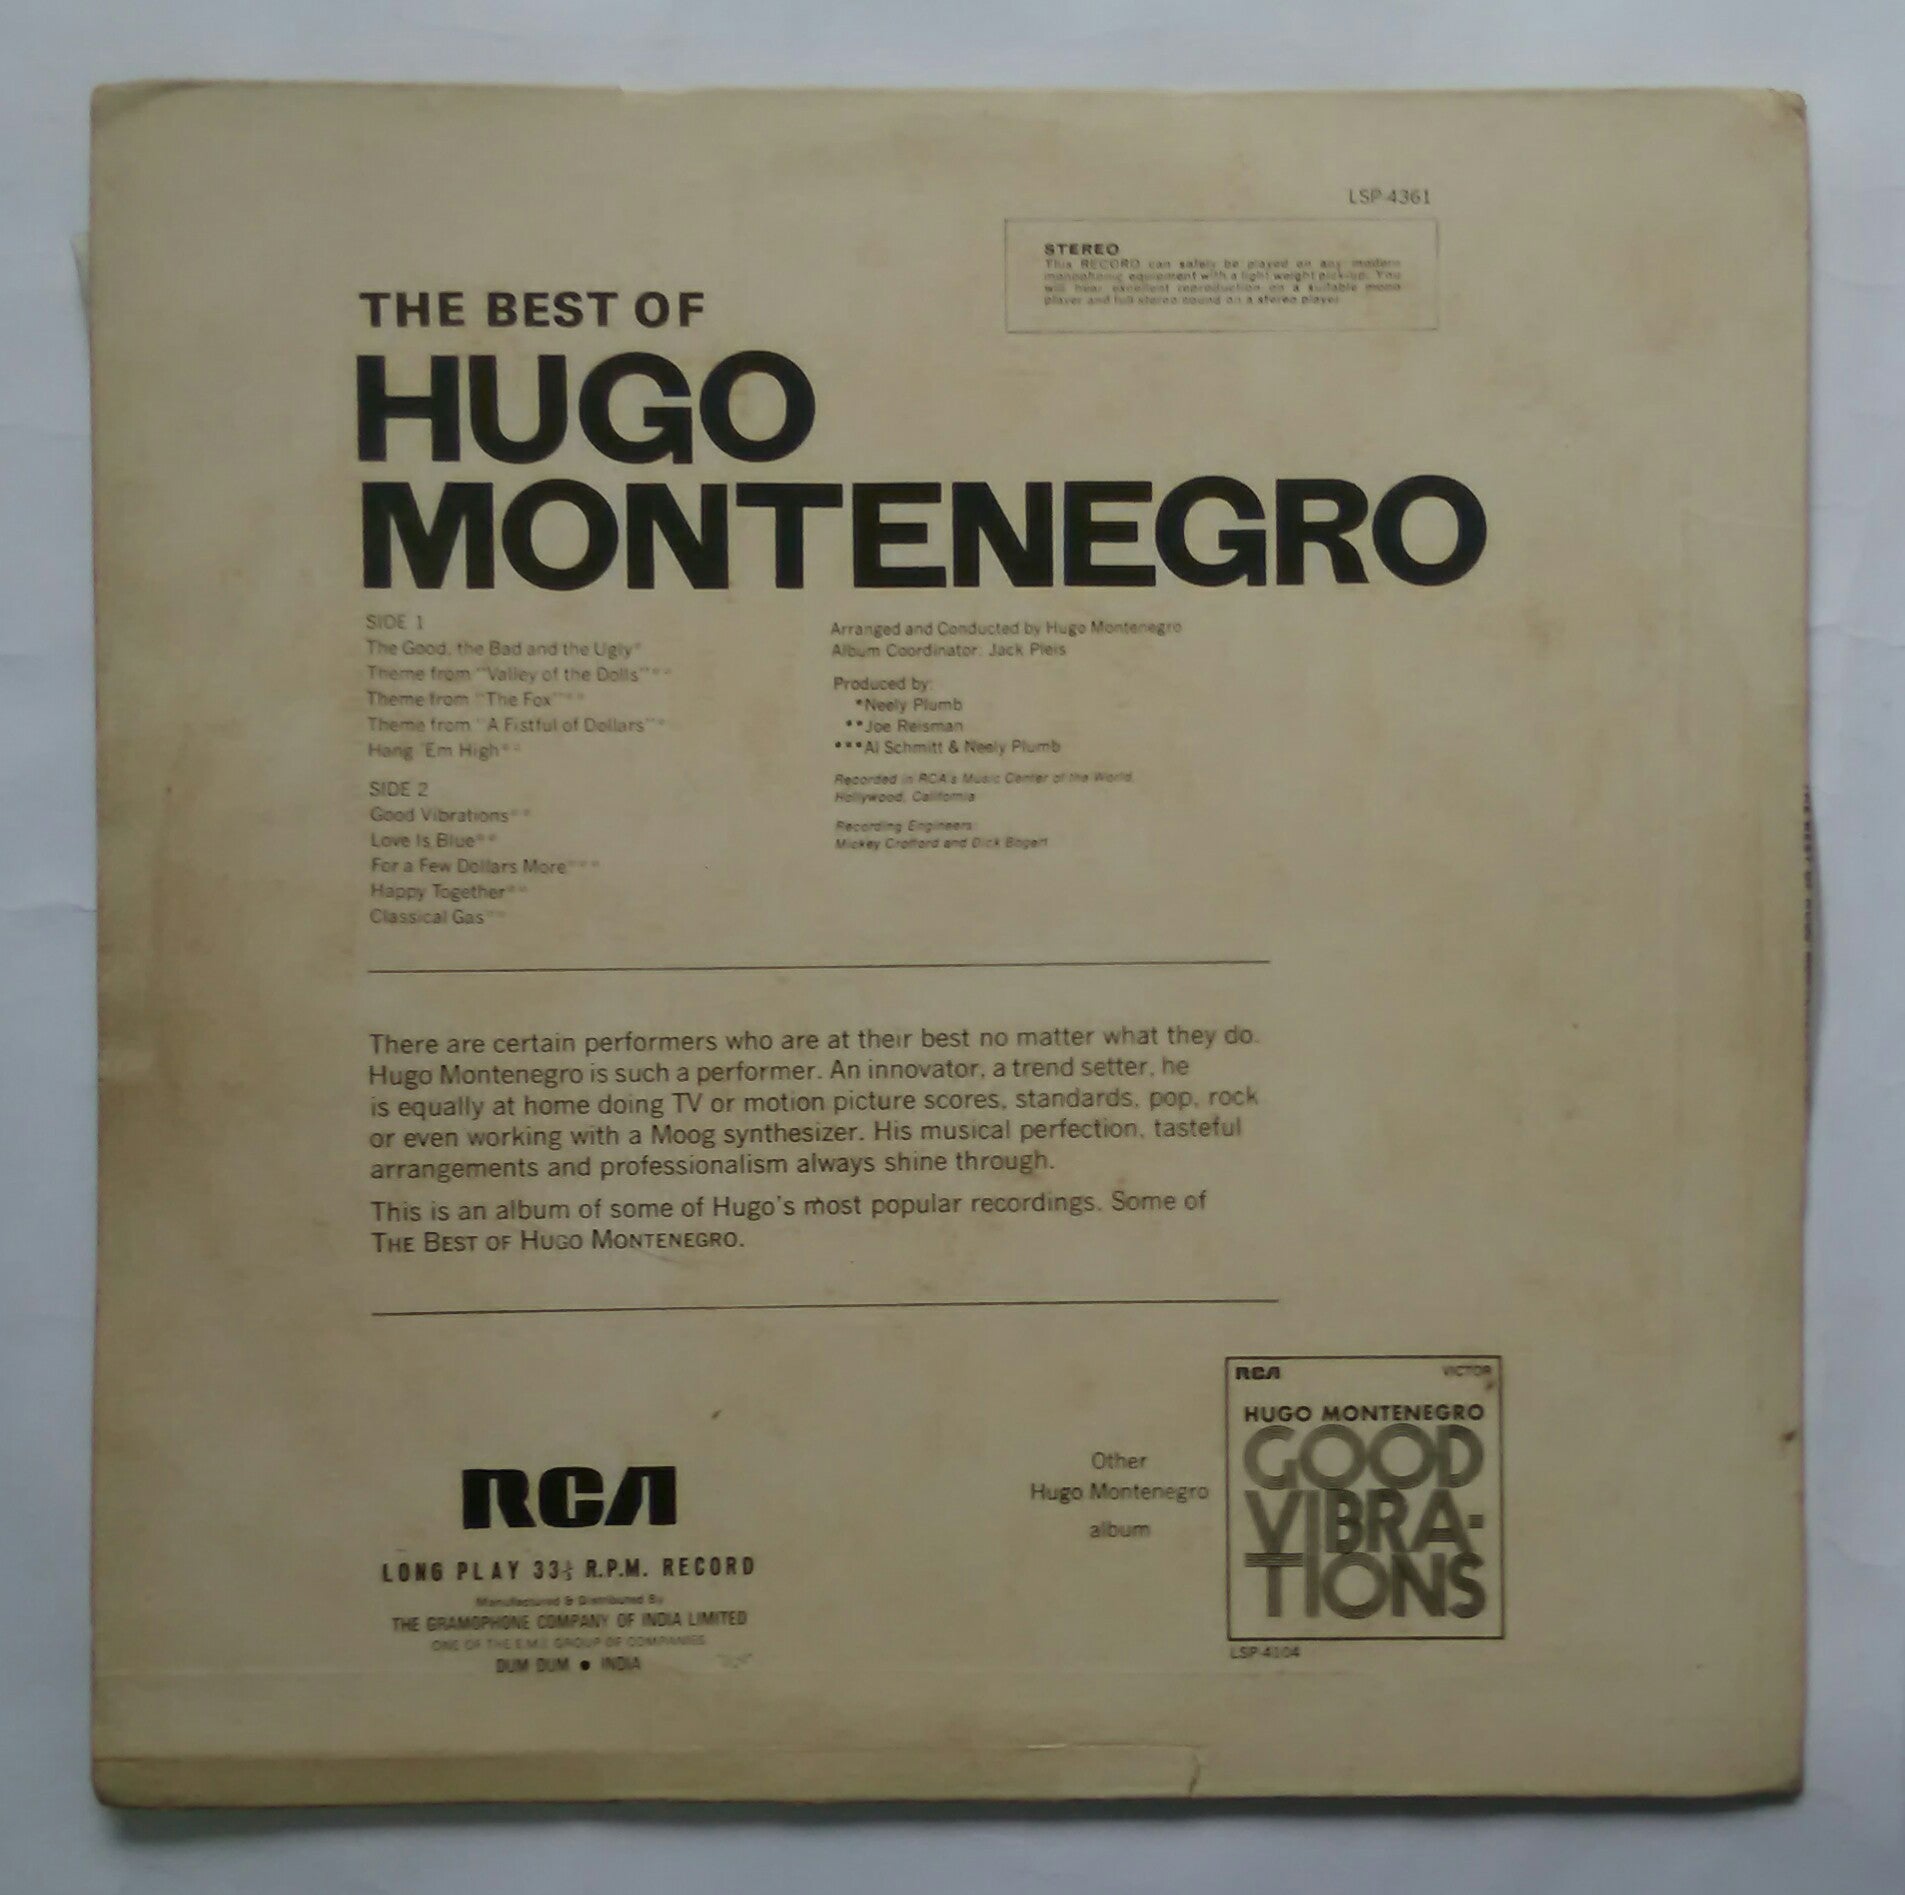 LSP-4361
STEREO
This RECORD can safely be played on any modern
monophonic equipment with a light weight pick-up. You
will hear excellent reproduction on a suitable mono
player and full stereo sound on a stereo player.
THE BEST OF
HUGO
MONTENEGRO
SIDE 1
The Good, the Bad and the Ugly*
Theme from "Valley of the Dolls"**
Theme from "The Fox"**
Theme from "A Fistful of Dollars"*
Hang 'Em High**
SIDE 2
Good Vibrations**
Love Is Blue**
For a Few Dollars More***
Happy Together**
Classical Gas**
Arranged and Conducted by Hugo Montenegro
Album Coordinator: Jack Pleis
Produced by:
*Neely Plumb
**Joe Reisman
***Al Schmitt & Neely Plumb
Recorded in RCA's Music Center of the World,
Hollywood, California
Recording Engineers:
Mickey Crofford and Dick Bogert
There are certain performers who are at their best no matter what they do.
Hugo Montenegro is such a performer. An innovator, a trend setter, he
is equally at home doing TV or motion picture scores, standards, pop, rock
or even working with a Moog synthesizer. His musical perfection, tasteful
arrangements and professionalism always shine through.
This is an album of some of Hugo's most popular recordings. Some of
THE BEST OF HUGO MONTENEGRO.
RCA
LONG PLAY 33⅓ R.P.M. RECORD
Manufactured & Distributed By
THE GRAMOPHONE COMPANY OF INDIA LIMITED
ONE OF THE E.M.I. GROUP OF COMPANIES
DUM DUM ● INDIA
Other
Hugo Montenegro
album
RCA VICTOR
HUGO MONTENEGRO
GOOD
VIBRA-
TIONS
LSP-4104